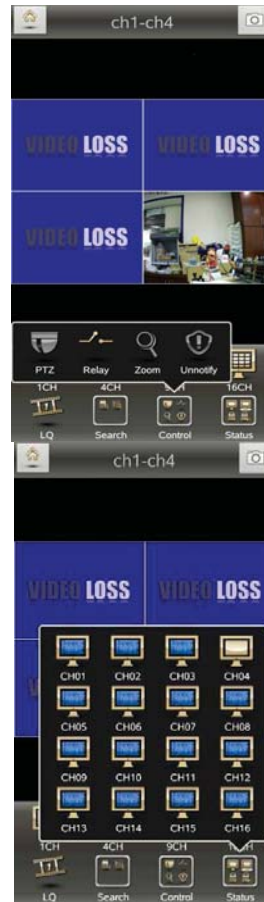 ch1-ch4
VIDEO LOSS VIDEO LOSS
VIDEO LOSS
PTZ Relay Zoom Unnotify
1CH 4CH 16CH
LQ Search Control Status
ch1-ch4
VIDEO LOSS VIDEO LOSS
CH01 CH02 CH03 CH04
CH05 CH06 CH07 CH08
CH09 CH10 CH11 CH12
CH13 CH14 CH15 CH16
1CH 4CH 9CH
LQ Search Control Status